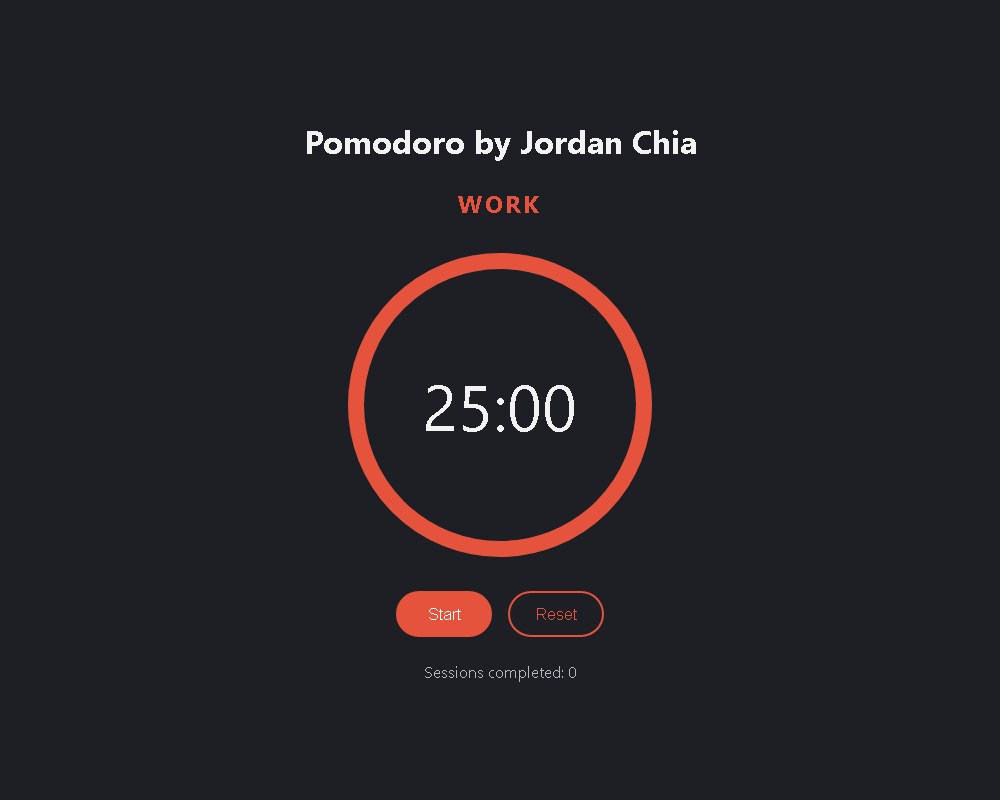 Pomodoro by Jordan Chia
WORK
25:00
Start
Reset
Sessions completed: 0